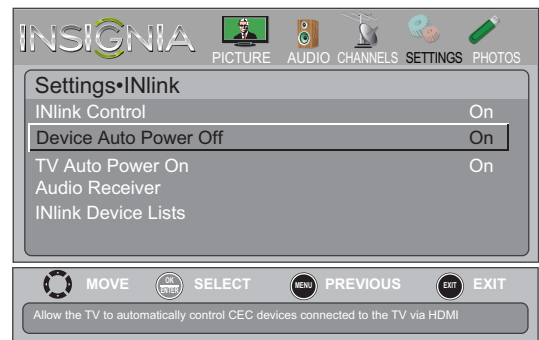 INSIGNIA
PICTURE AUDIO CHANNELS SETTINGS PHOTOS
Settings•INlink
INlink Control On
Device Auto Power Off On
TV Auto Power On On
Audio Receiver
INlink Device Lists
MOVE OK ENTER SELECT MENU PREVIOUS EXIT EXIT
Allow the TV to automatically control CEC devices connected to the TV via HDMI